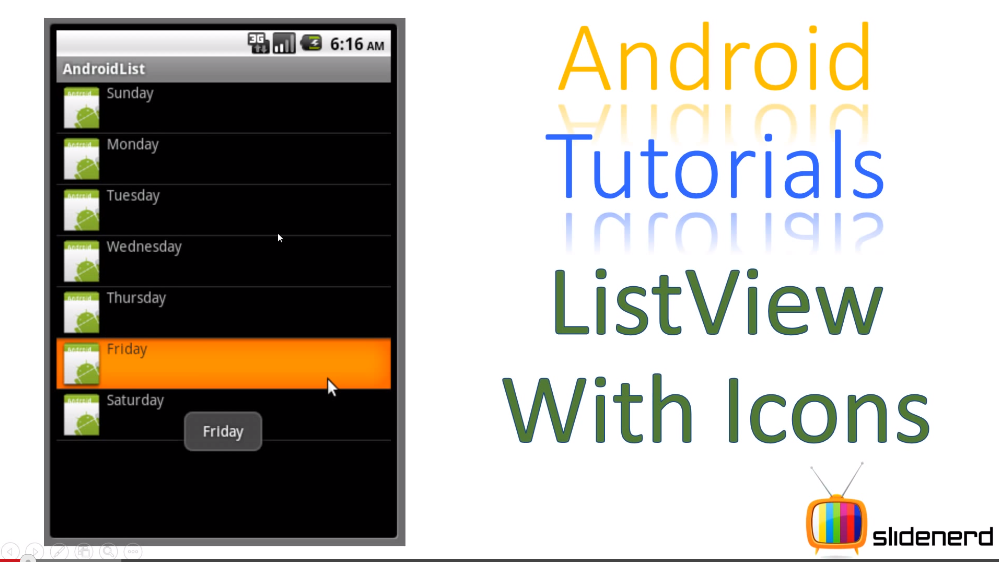 3G 6:16 AM
AndroidList
Sunday
Monday
Tuesday
Wednesday
Thursday
Friday
Saturday
Friday
Android
Tutorials
ListView
With Icons
slidenerd